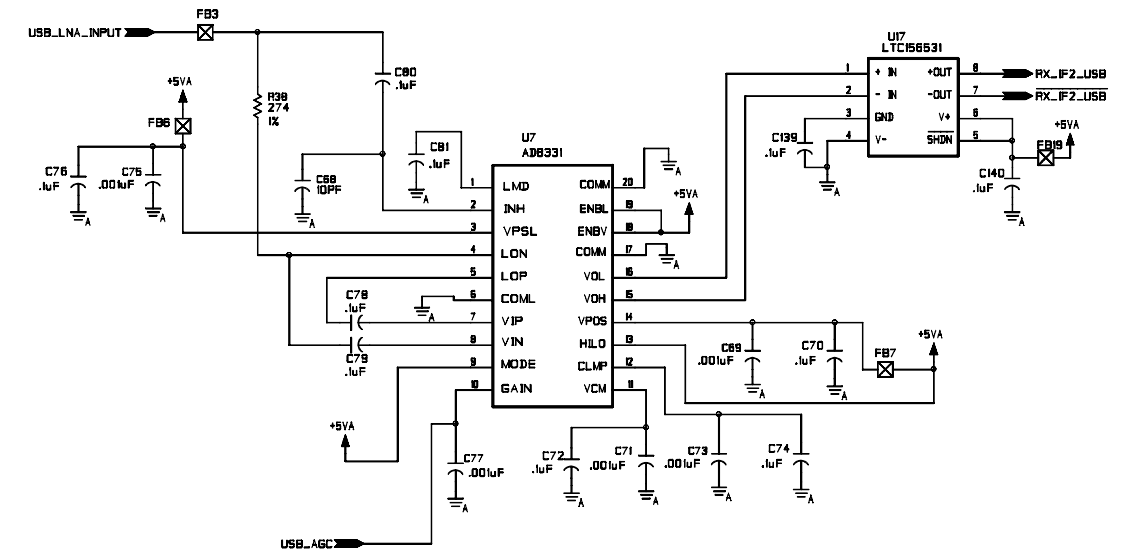 FB3
USB_LNA_INPUT
U17
LTC156531
+5VA
C80
.1uF
1 + IN +OUT 8 RX_IF2_USB
2 - IN -OUT 7 RX_IF2_USB
3 GND V+ 6
4 V- SHDN 5
R38
274
1%
FB6
C139
.1uF
+5VA
FB19
A
C140
.1uF
A
U7
AD8331
C81
.1uF
A
C76
.1uF
A
C75
.001uF
A
C68
10PF
A
A
+5VA
1 LMD COMM 20
2 INH ENBL 19
3 VPSL ENBV 18
4 LON COMM 17
5 LOP VOL 16
6 COML VOH 15
7 VIP VPOS 14
8 VIN HILO 13
9 MODE CLMP 12
10 GAIN VCM 11
A
A
C78
.1uF
C79
.1uF
C69
.001uF
A
C70
.1uF
A
FB7
+5VA
+5VA
C77
.001uF
A
C72
.1uF
A
C71
.001uF
A
C73
.001uF
A
C74
.1uF
A
USB_AGC